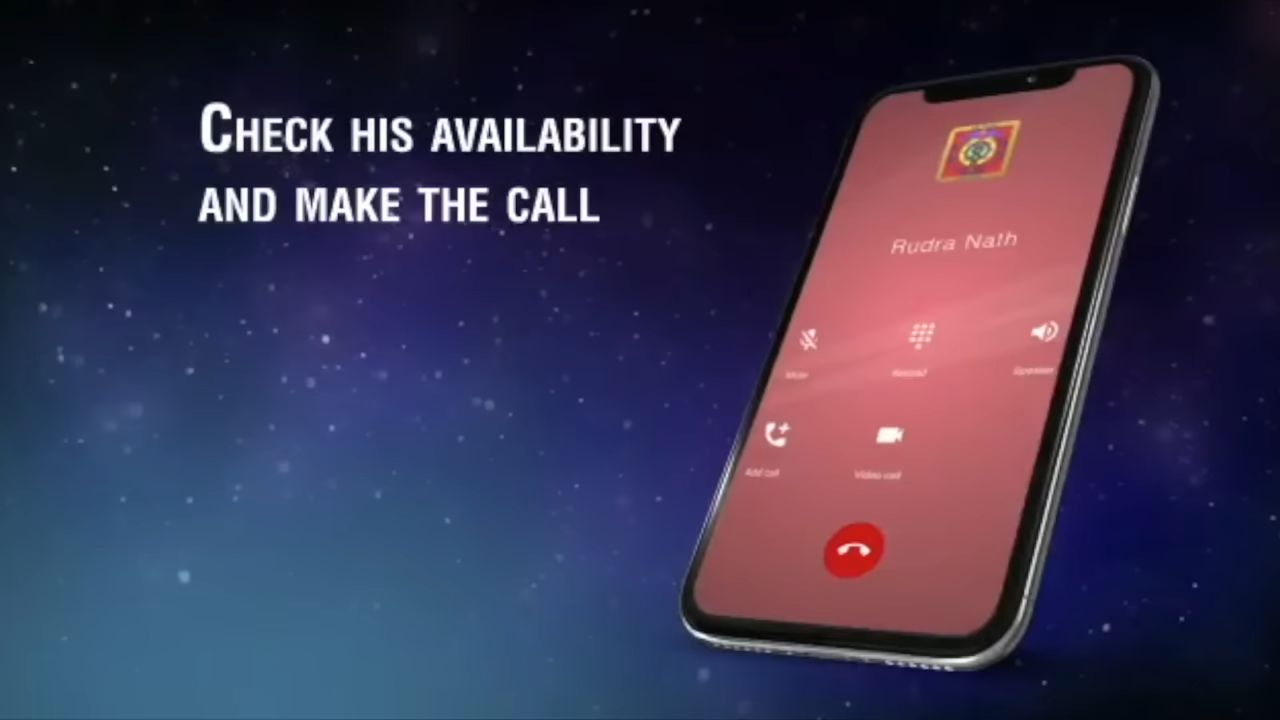 CHECK HIS AVAILABILITY
AND MAKE THE CALL
Rudra Nath
Mute Keypad Speaker
Add call Video call